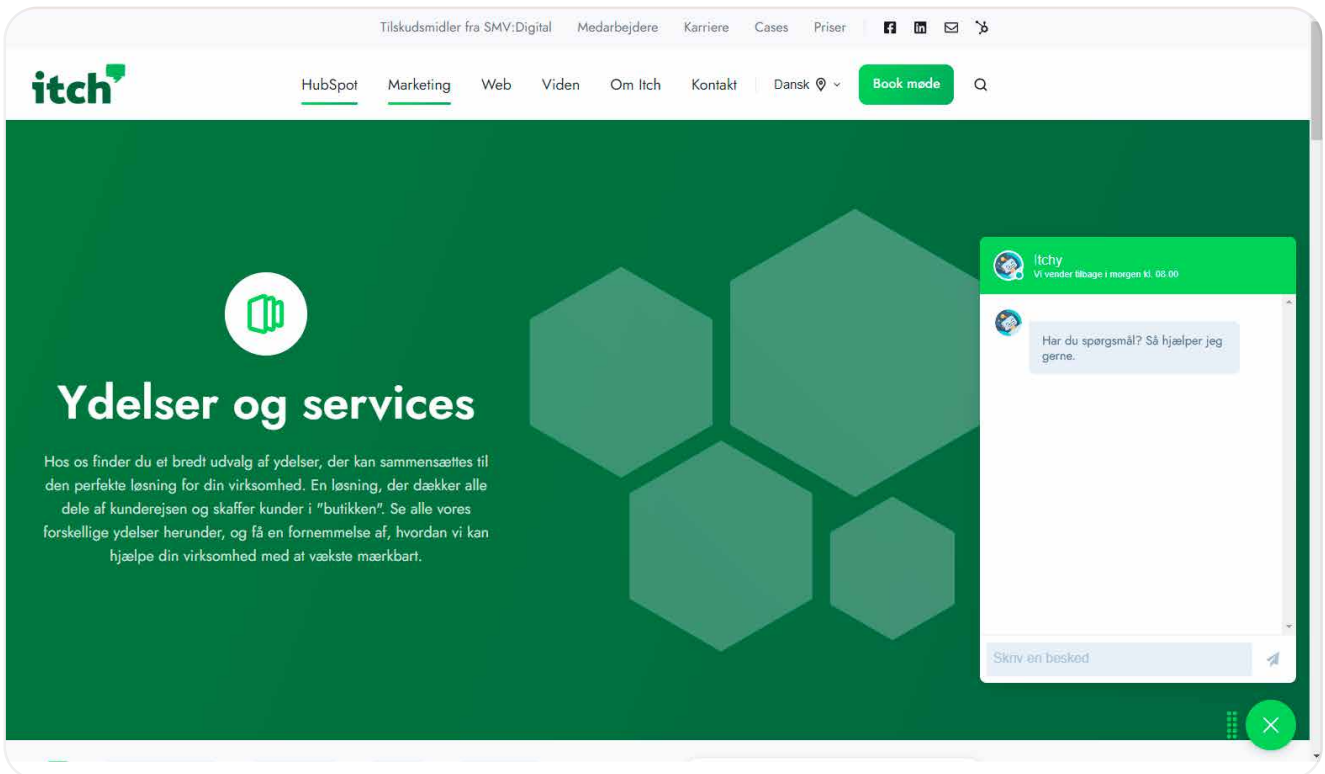 Tilskudsmidler fra SMV:Digital Medarbejdere Karriere Cases Priser
itch
HubSpot Marketing Web Viden Om Itch Kontakt Dansk Book møde
Ydelser og services
Hos os finder du et bredt udvalg af ydelser, der kan sammensættes til
den perfekte løsning for din virksomhed. En løsning, der dækker alle
dele af kunderejsen og skaffer kunder i "butikken". Se alle vores
forskellige ydelser herunder, og få en fornemmelse af, hvordan vi kan
hjælpe din virksomhed med at vækste mærkbart.
Itchy
Vi vender tilbage i morgen kl. 08.00
Har du spørgsmål? Så hjælper jeg
gerne.
Skriv en besked